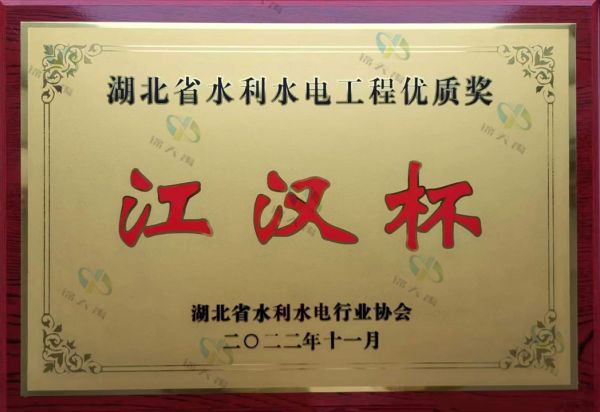 湖北省水利水电工程优质奖
江汉杯
湖北省水利水电行业协会
二〇二二年十一月